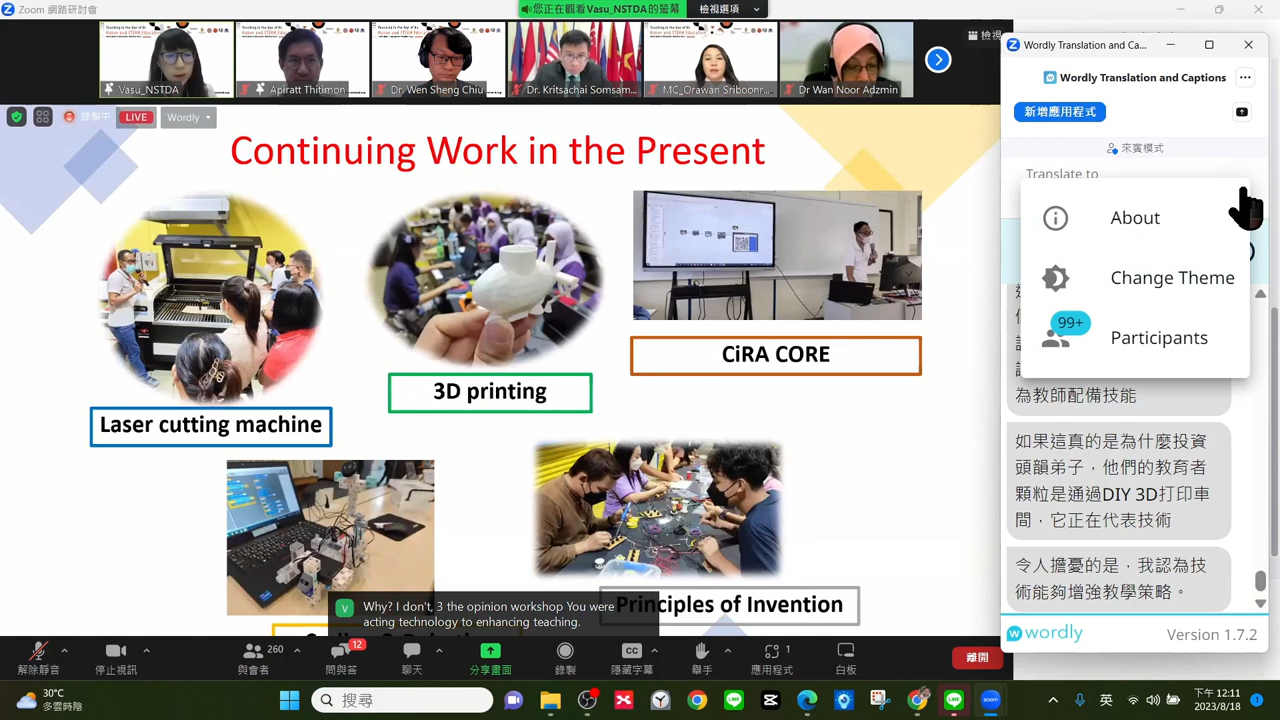 Zoom 網路研討會
您正在觀看Vasu_NSTDA的螢幕
檢視選項
Vasu_NSTDA
Apiratt Thitimon...
Dr. Wen Sheng Chiu
Dr. Kritsachai Somsam...
MC_Orawan Sriboonr...
Dr Wan Noor Adzmin
檢視
錄製中
LIVE
Wordly
Continuing Work in the Present
Laser cutting machine
3D printing
CiRA CORE
Principles of Invention
V
Why? I don't, 3 the opinion workshop You were
acting technology to enhancing teaching.
解除靜音
停止視訊
260
與會者
12
問與答
聊天
分享畫面
錄製
CC
隱藏字幕
舉手
1
應用程式
白板
離開
Wordly Translation and Captions
新增應用程式
來賓模式
Translate to
About
Change Theme
99+
Participants
為教師配備技能
如果這真的是為什麼投資
頭韻弟子，他們的教育者
顆粒是通過DIY 3D打印車
間，它正在代表技術
令人擔憂的是，我認為技
術能夠增強教學策略。
wordly
Version 1.7.2
30°C
多雲時陰
搜尋
英
下午 12:11
2023/8/18
1